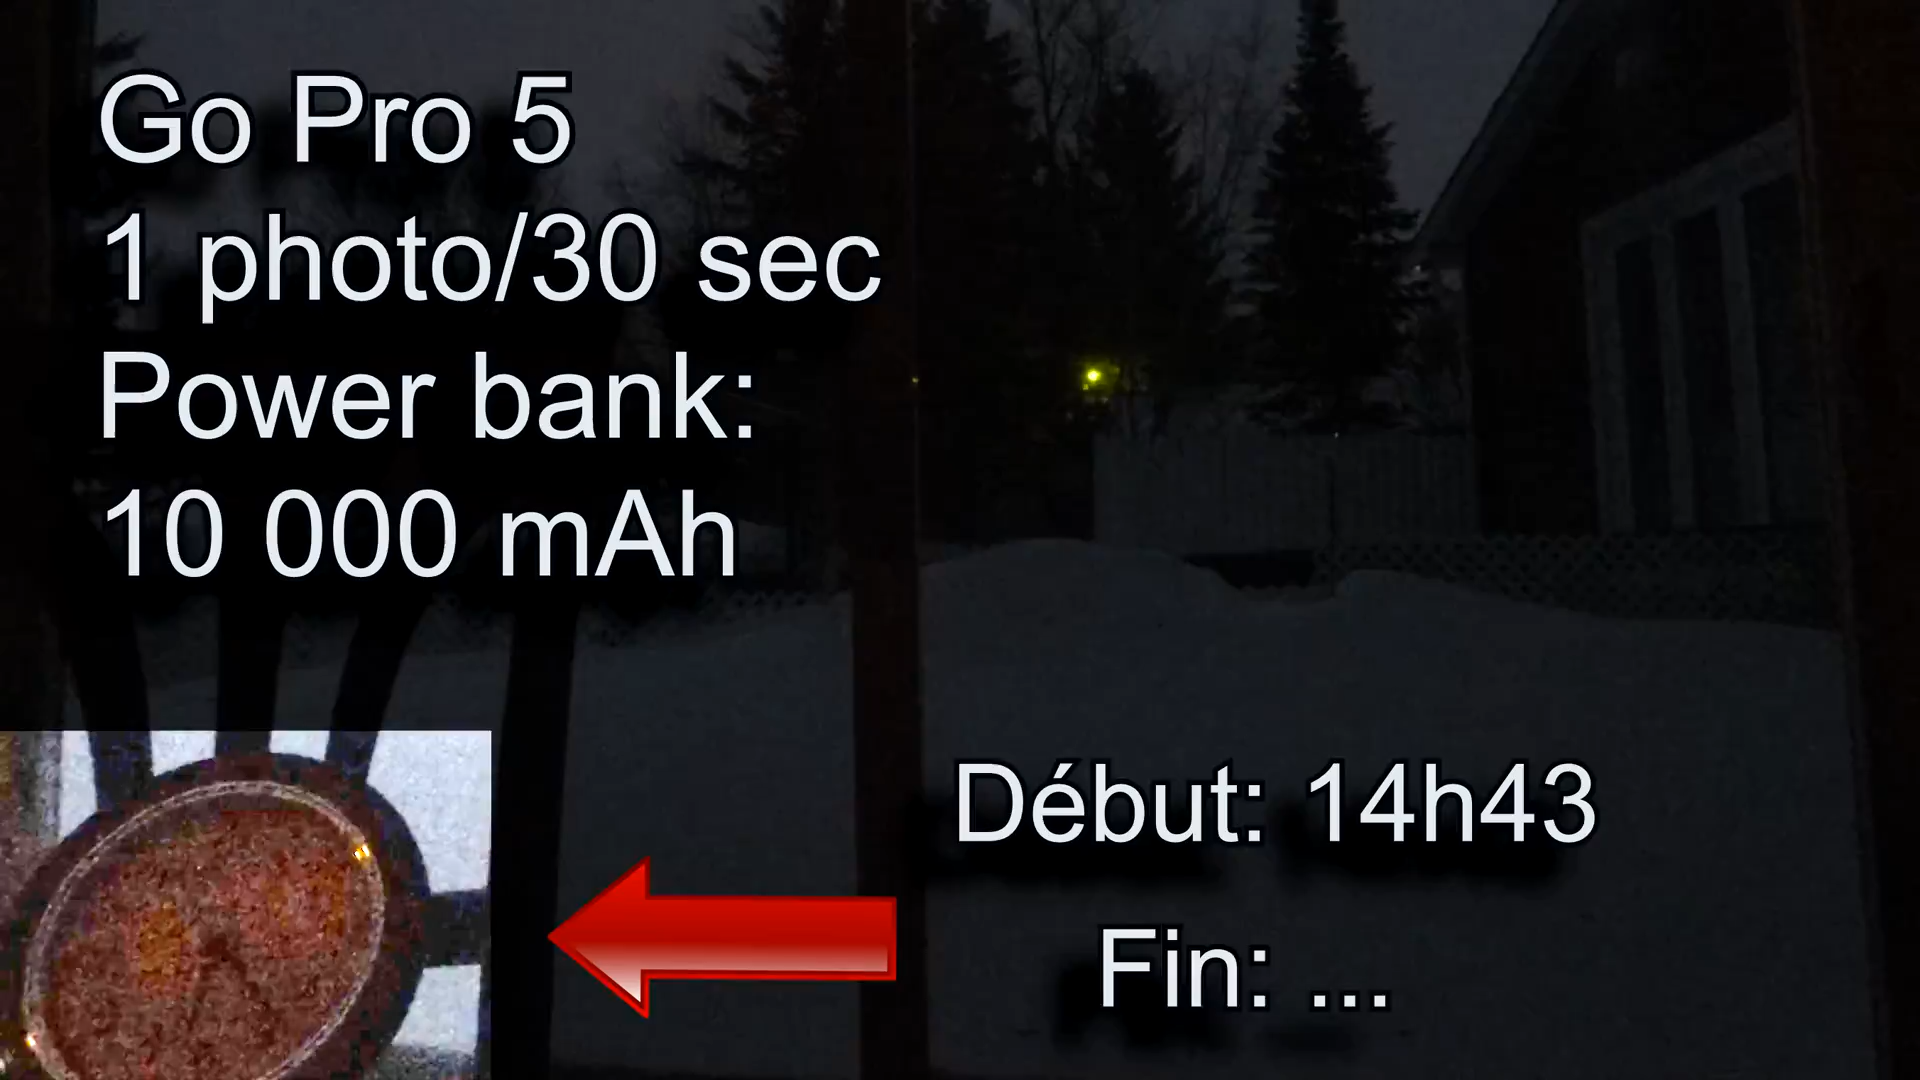 Go Pro 5
1 photo/30 sec
Power bank:
10 000 mAh
Début: 14h43
Fin: ...